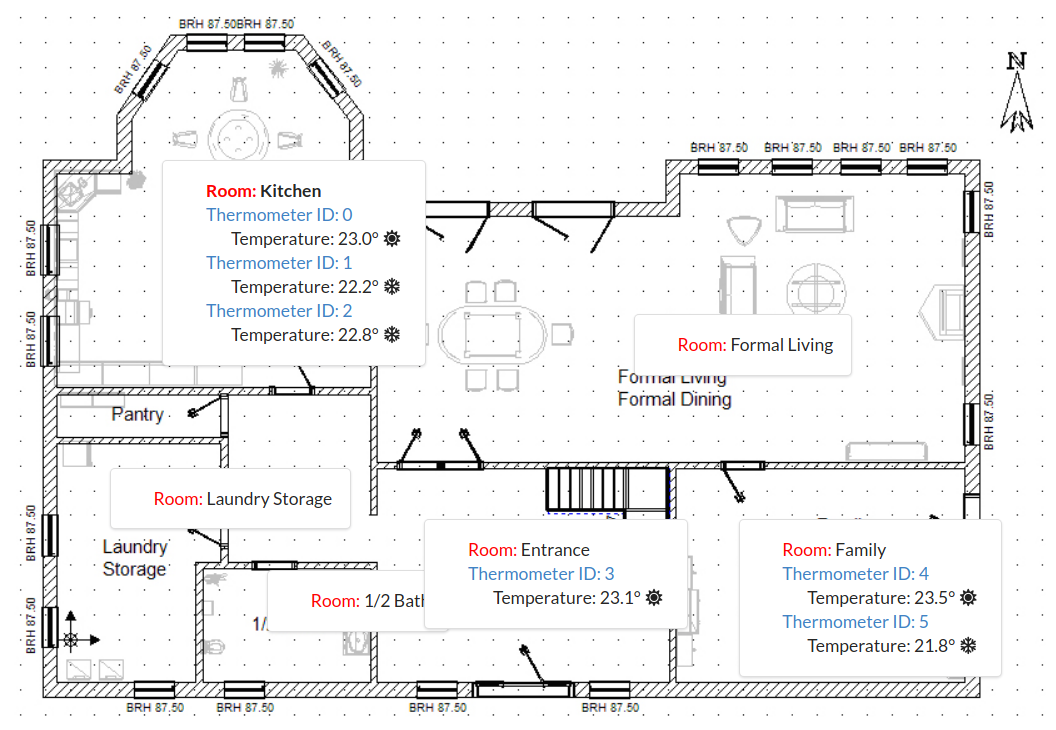 BRH 87.50
BRH 87.50
BRH 87.50
BRH 87.50
N
BRH 87.50
BRH 87.50
BRH 87.50
BRH 87.50
BRH 87.50
BRH 87.50
BRH 87.50
BRH 87.50
Room: Kitchen
Thermometer ID: 0
Temperature: 23.0°
Thermometer ID: 1
Temperature: 22.2°
Thermometer ID: 2
Temperature: 22.8°
Room: Formal Living
Formal Living
Formal Dining
Pantry
Room: Laundry Storage
Laundry
Storage
BRH 87.50
BRH 87.50
Room: 1/2 Bath
1/
Room: Entrance
Thermometer ID: 3
Temperature: 23.1°
Room: Family
Thermometer ID: 4
Temperature: 23.5°
Thermometer ID: 5
Temperature: 21.8°
BRH 87.50
BRH 87.50
BRH 87.50
BRH 87.50